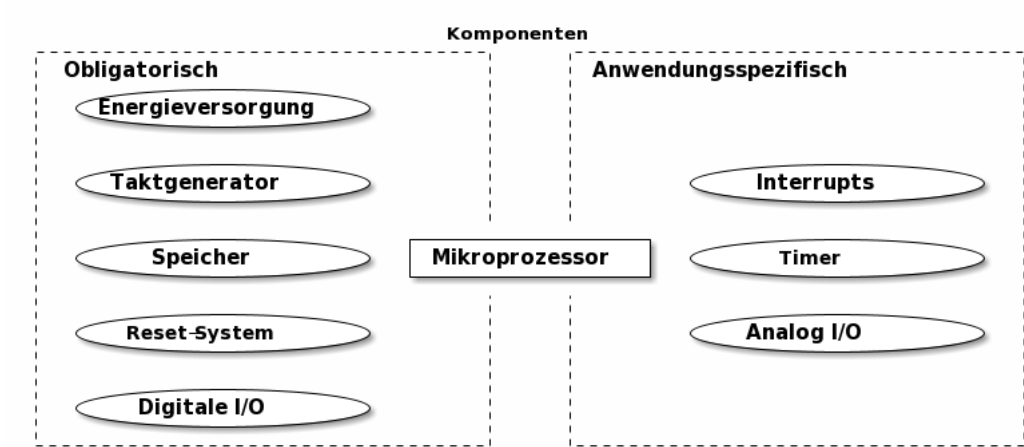 Komponenten
Obligatorisch
Energieversorgung
Taktgenerator
Speicher
Reset-System
Digitale I/O
Mikroprozessor
Anwendungsspezifisch
Interrupts
Timer
Analog I/O